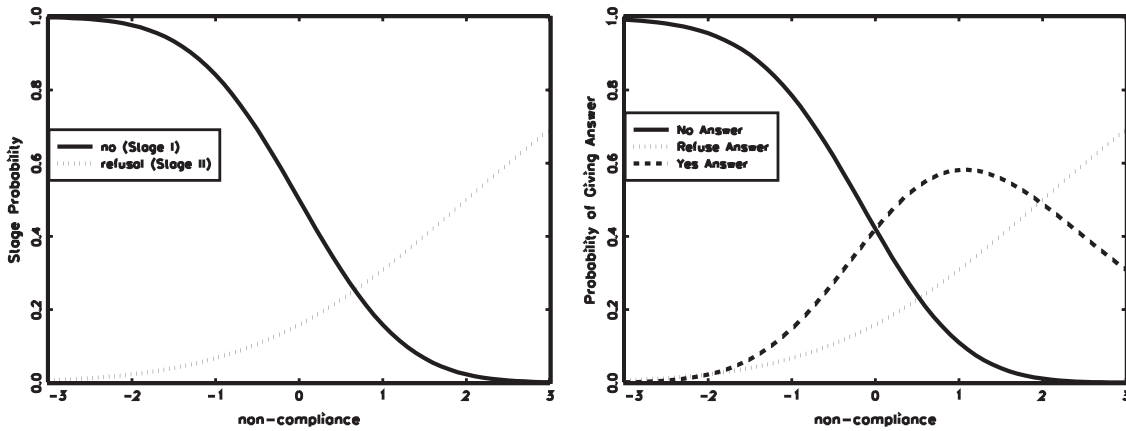 Stage Probability
1.0
0.8
0.6
0.4
0.2
0.0
no (Stage I)
refusal (Stage II)
-3 -2 -1 0 1 2 3
non-compliance
Probability of Giving Answer
1.0
0.8
0.6
0.4
0.2
0.0
No Answer
Refuse Answer
Yes Answer
-3 -2 -1 0 1 2 3
non-compliance